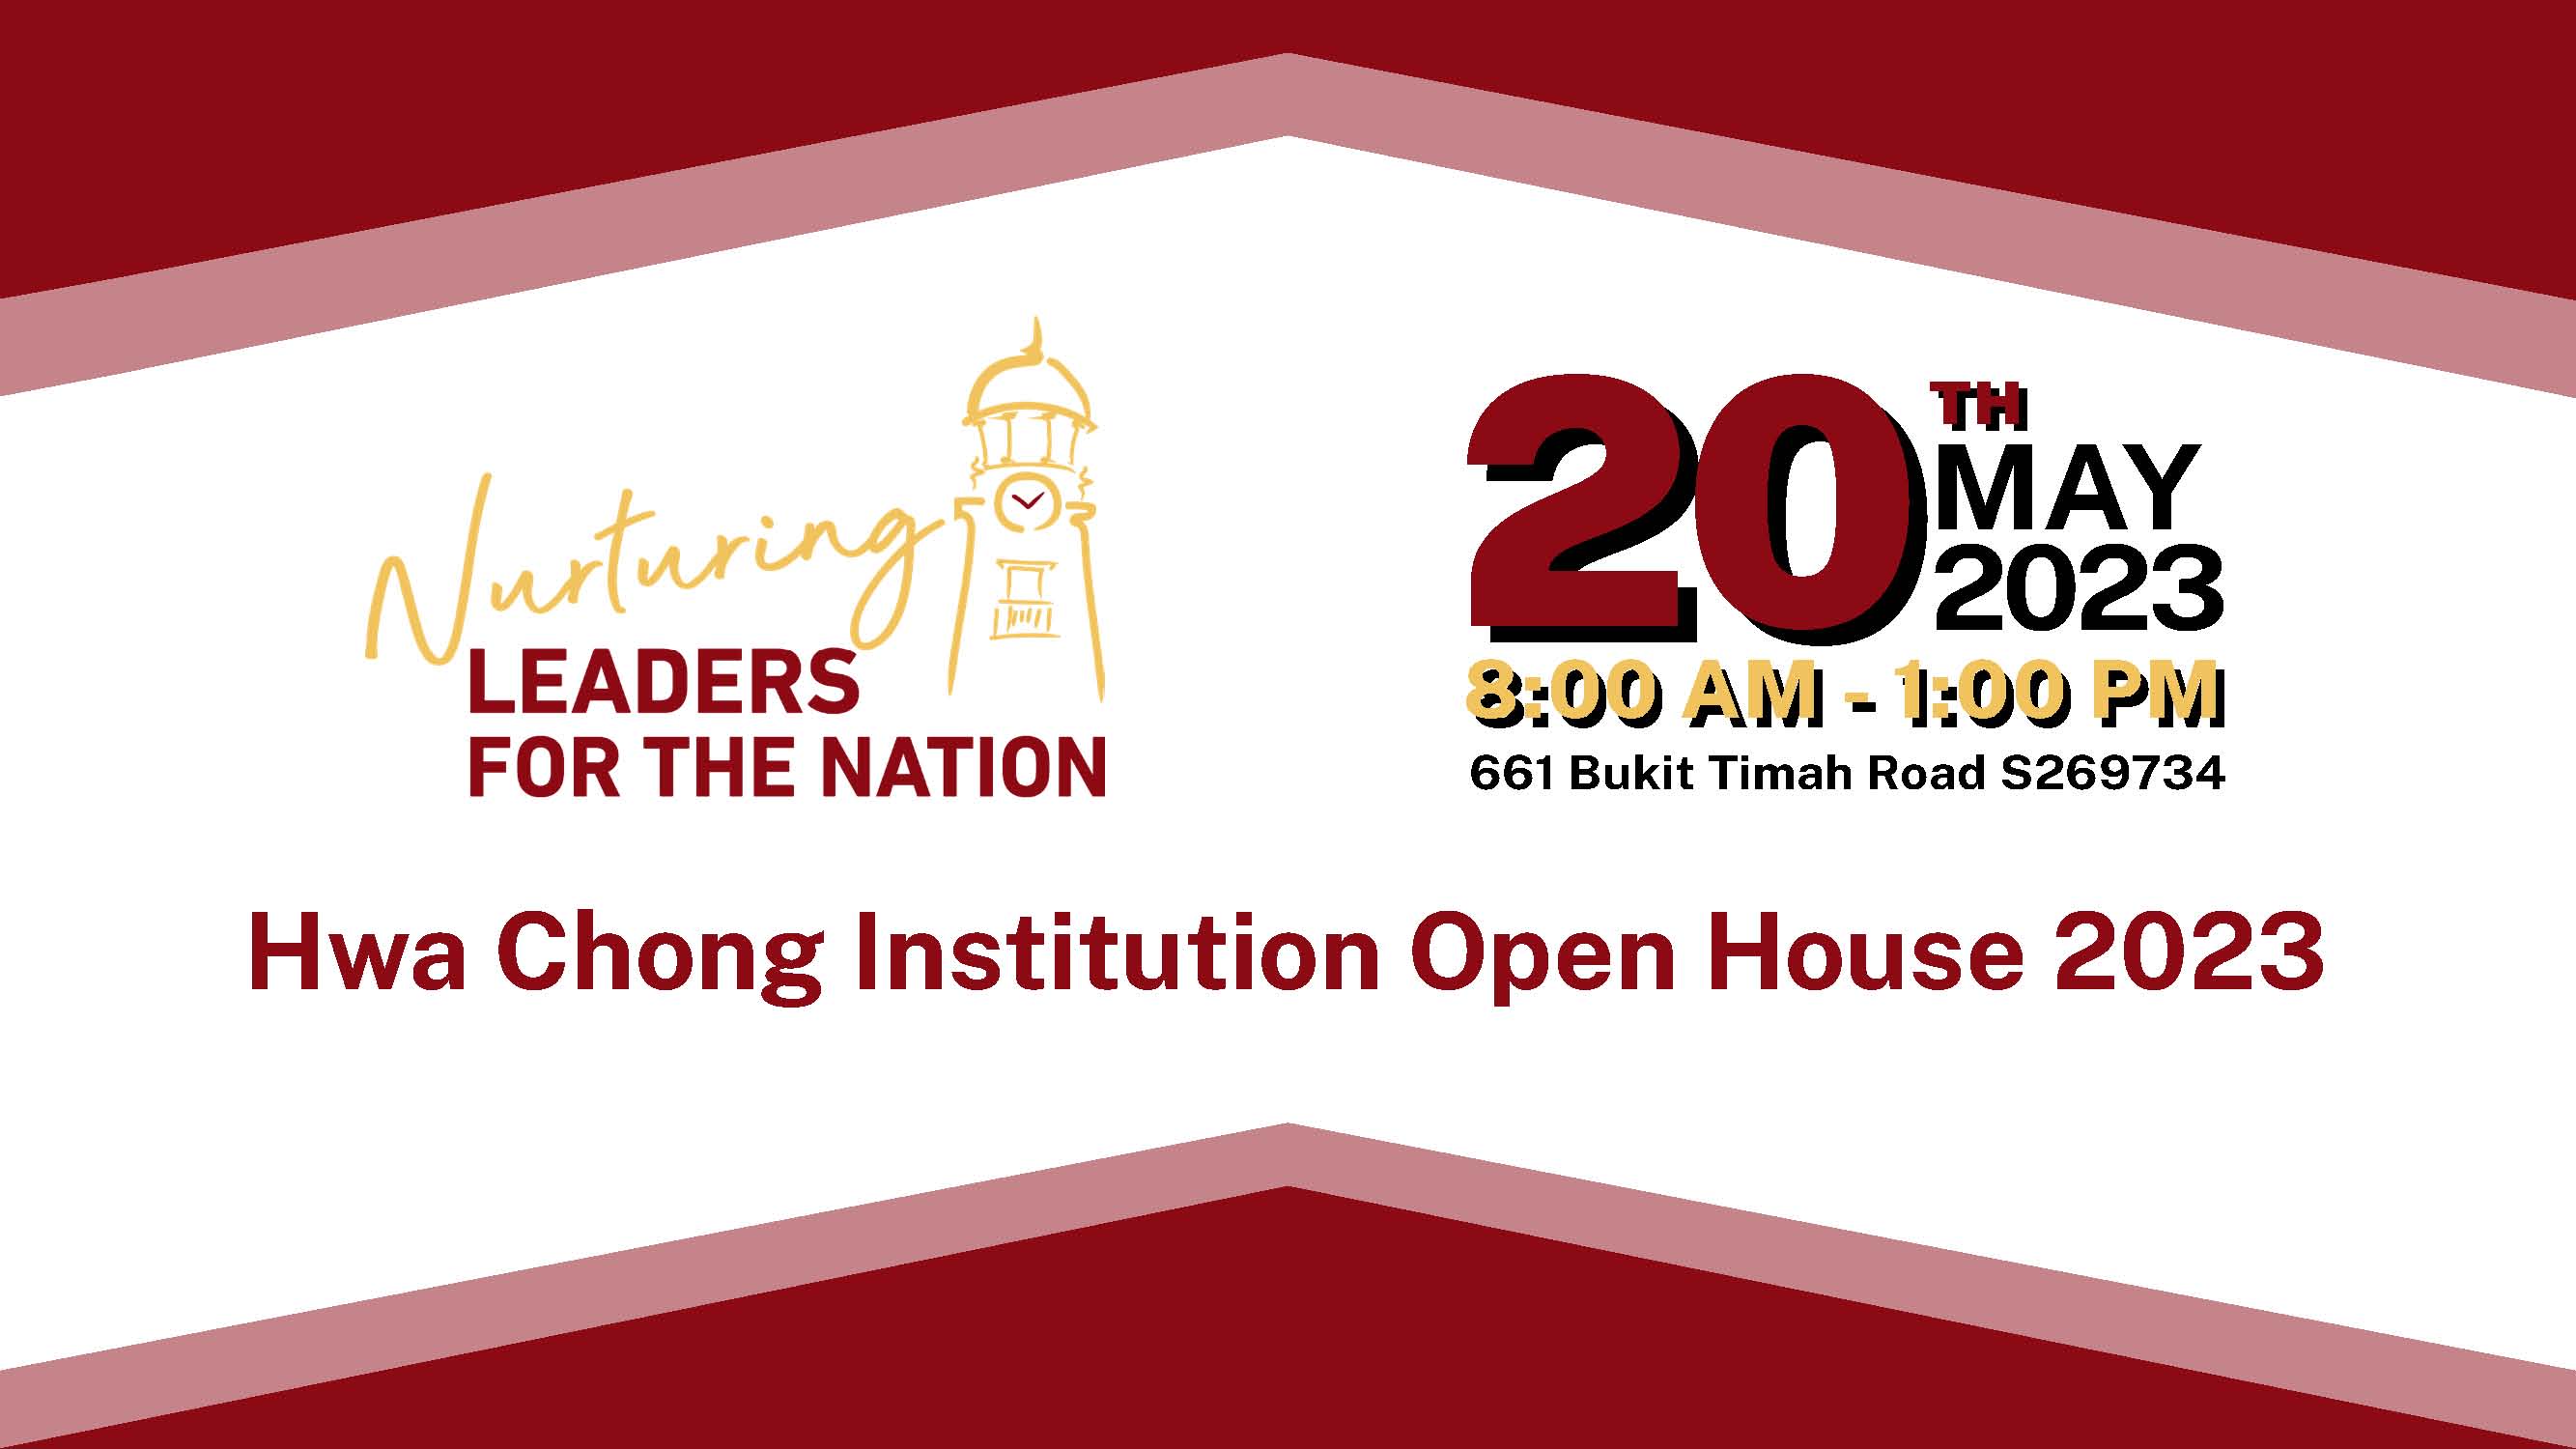 Nurturing
LEADERS
FOR THE NATION
20TH
MAY
2023
8:00 AM - 1:00 PM
661 Bukit Timah Road S269734
Hwa Chong Institution Open House 2023